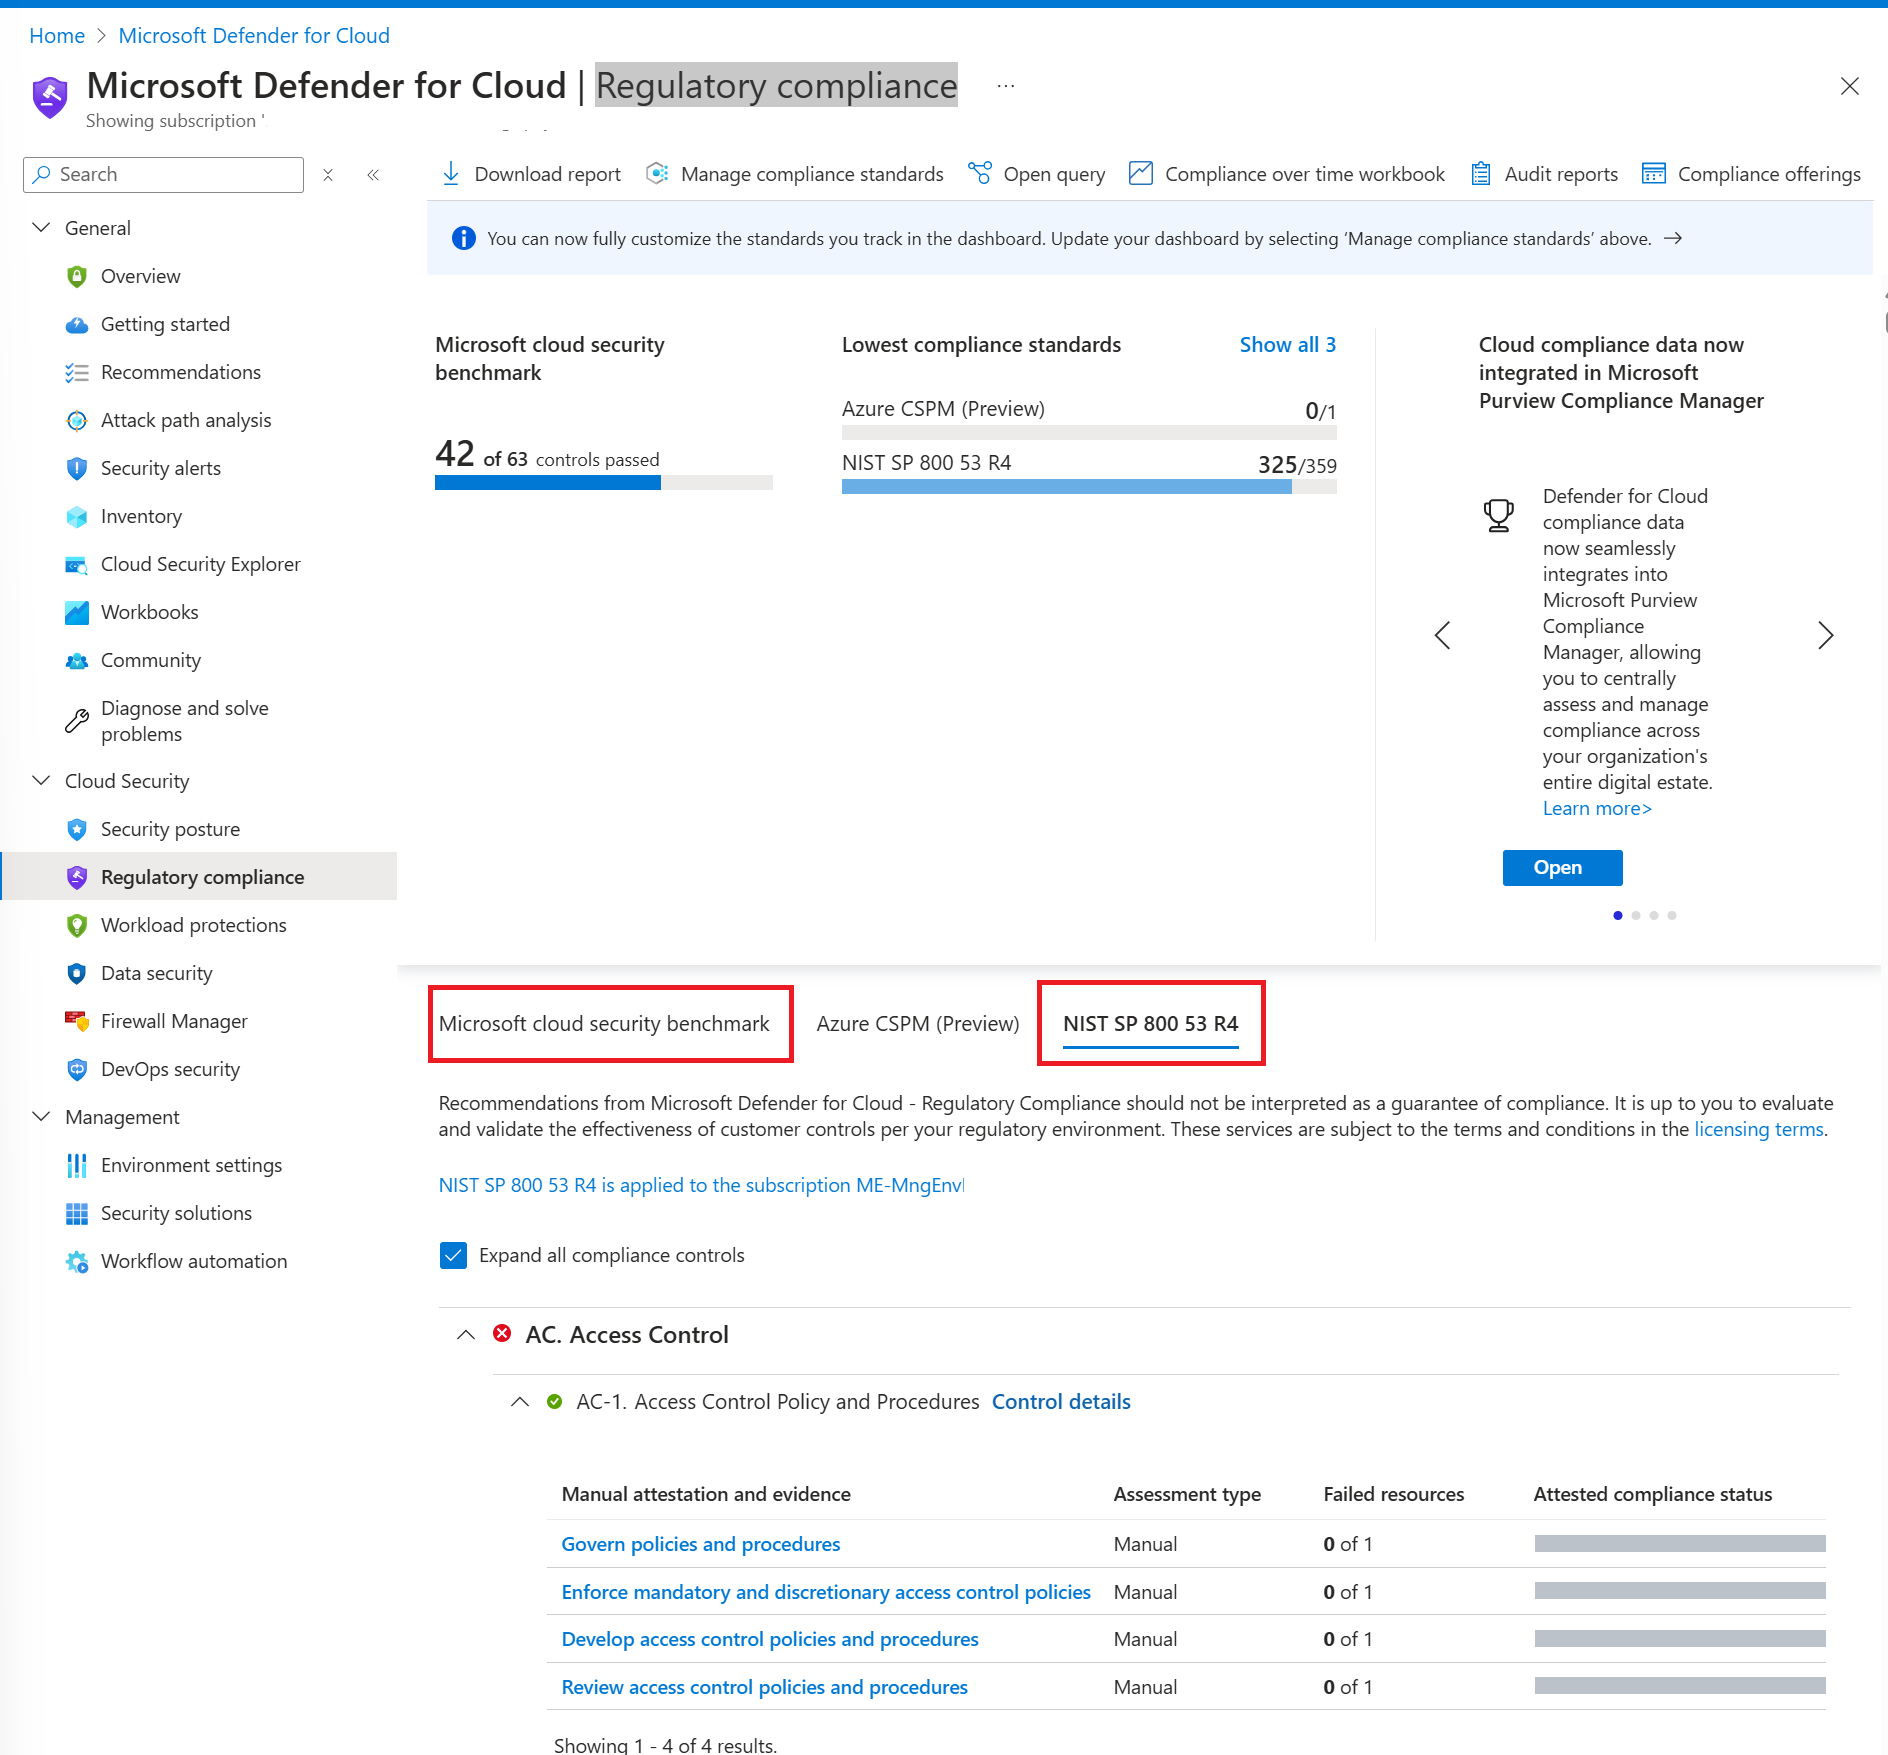 Home > Microsoft Defender for Cloud
Microsoft Defender for Cloud | Regulatory compliance ...
Showing subscription '
Search
General
Overview
Getting started
Recommendations
Attack path analysis
Security alerts
Inventory
Cloud Security Explorer
Workbooks
Community
Diagnose and solve
problems
Cloud Security
Security posture
Regulatory compliance
Workload protections
Data security
Firewall Manager
DevOps security
Management
Environment settings
Security solutions
Workflow automation
Download report Manage compliance standards Open query Compliance over time workbook Audit reports Compliance offerings
You can now fully customize the standards you track in the dashboard. Update your dashboard by selecting ‘Manage compliance standards’ above. →
Microsoft cloud security
benchmark
42 of 63 controls passed
Lowest compliance standards Show all 3
Azure CSPM (Preview) 0/1
NIST SP 800 53 R4 325/359
Cloud compliance data now
integrated in Microsoft
Purview Compliance Manager
Defender for Cloud
compliance data
now seamlessly
integrates into
Microsoft Purview
Compliance
Manager, allowing
you to centrally
assess and manage
compliance across
your organization's
entire digital estate.
Learn more>
Open
Microsoft cloud security benchmark Azure CSPM (Preview) NIST SP 800 53 R4
Recommendations from Microsoft Defender for Cloud - Regulatory Compliance should not be interpreted as a guarantee of compliance. It is up to you to evaluate
and validate the effectiveness of customer controls per your regulatory environment. These services are subject to the terms and conditions in the licensing terms.
NIST SP 800 53 R4 is applied to the subscription ME-MngEnv
Expand all compliance controls
AC. Access Control
AC-1. Access Control Policy and Procedures Control details
Manual attestation and evidence Assessment type Failed resources Attested compliance status
Govern policies and procedures Manual 0 of 1
Enforce mandatory and discretionary access control policies Manual 0 of 1
Develop access control policies and procedures Manual 0 of 1
Review access control policies and procedures Manual 0 of 1
Showing 1 - 4 of 4 results.